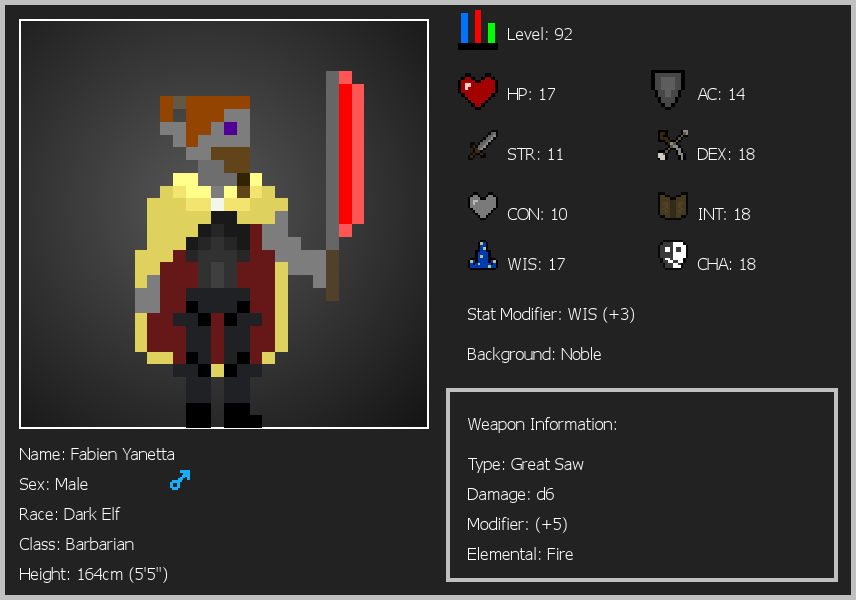 Level: 92
HP: 17
AC: 14
STR: 11
DEX: 18
CON: 10
INT: 18
WIS: 17
CHA: 18
Stat Modifier: WIS (+3)
Background: Noble
Weapon Information:
Type: Great Saw
Damage: d6
Modifier: (+5)
Elemental: Fire
Name: Fabien Yanetta
Sex: Male
Race: Dark Elf
Class: Barbarian
Height: 164cm (5'5")